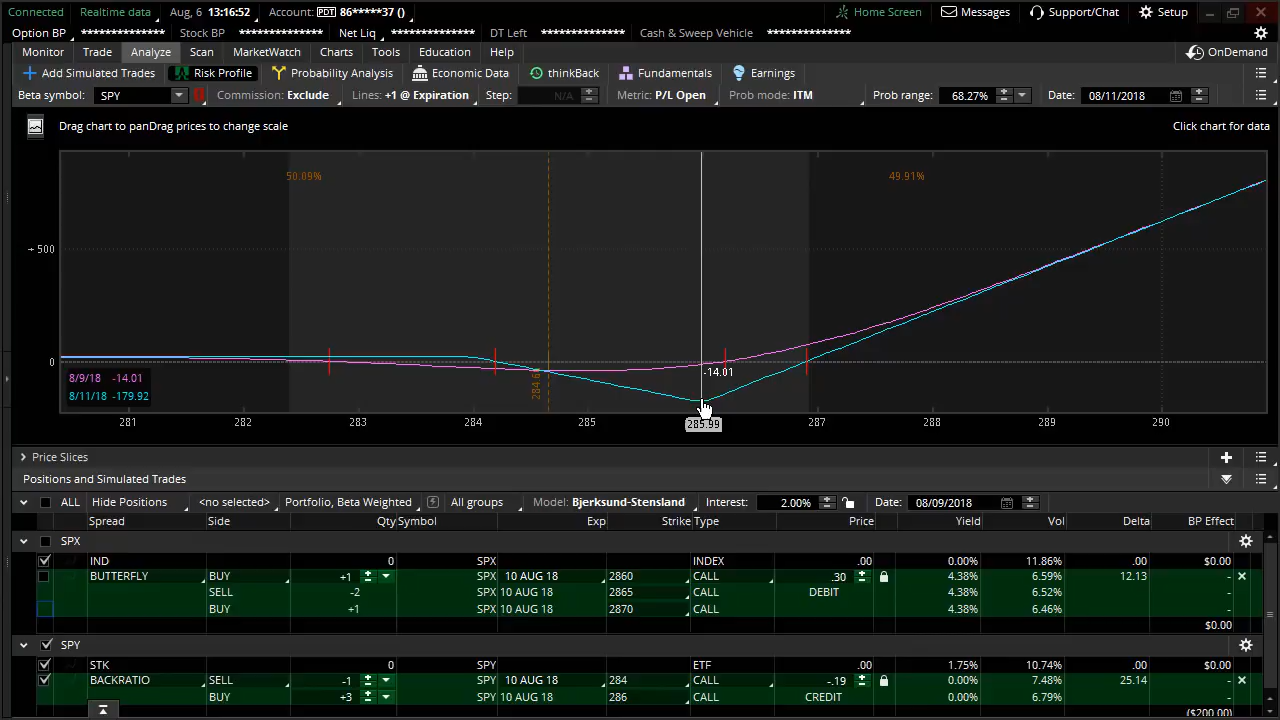 Connected Realtime data Aug, 6 13:16:52 Account: PDT 86*****37 () Home Screen Messages Support/Chat Setup
Option BP *************** Stock BP *************** Net Liq *************** DT Left *************** Cash & Sweep Vehicle ***************
Monitor Trade Analyze Scan MarketWatch Charts Tools Education Help OnDemand
Add Simulated Trades Risk Profile Probability Analysis Economic Data thinkBack Fundamentals Earnings
Beta symbol: SPY Commission: Exclude Lines: +1 @ Expiration Step: N/A Metric: P/L Open Prob mode: ITM Prob range: 68.27% Date: 08/11/2018
Drag chart to panDrag prices to change scale Click chart for data
50.09% 49.91%
+500
0
-14.01
8/9/18 -14.01
8/11/18 -179.92
281 282 283 284 285 285.99 287 288 289 290
Price Slices
Positions and Simulated Trades
ALL Hide Positions <no selected> Portfolio, Beta Weighted All groups Model: Bjerksund-Stensland Interest: 2.00% Date: 08/09/2018
Spread Side Qty Symbol Exp Strike Type Price Yield Vol Delta BP Effect
SPX
IND 0 SPX INDEX .00 0.00% 11.86% .00 $0.00
BUTTERFLY BUY +1 SPX 10 AUG 18 2860 CALL .30 4.38% 6.59% 12.13 -
SELL -2 SPX 10 AUG 18 2865 CALL DEBIT 4.38% 6.52% -
BUY +1 SPX 10 AUG 18 2870 CALL 4.38% 6.46% -
$0.00
SPY
STK 0 SPY ETF .00 1.75% 10.74% .00 $0.00
BACKRATIO SELL -1 SPY 10 AUG 18 284 CALL -.19 0.00% 7.48% 25.14 -
BUY +3 SPY 10 AUG 18 286 CALL CREDIT 0.00% 6.79% -
($200.00)